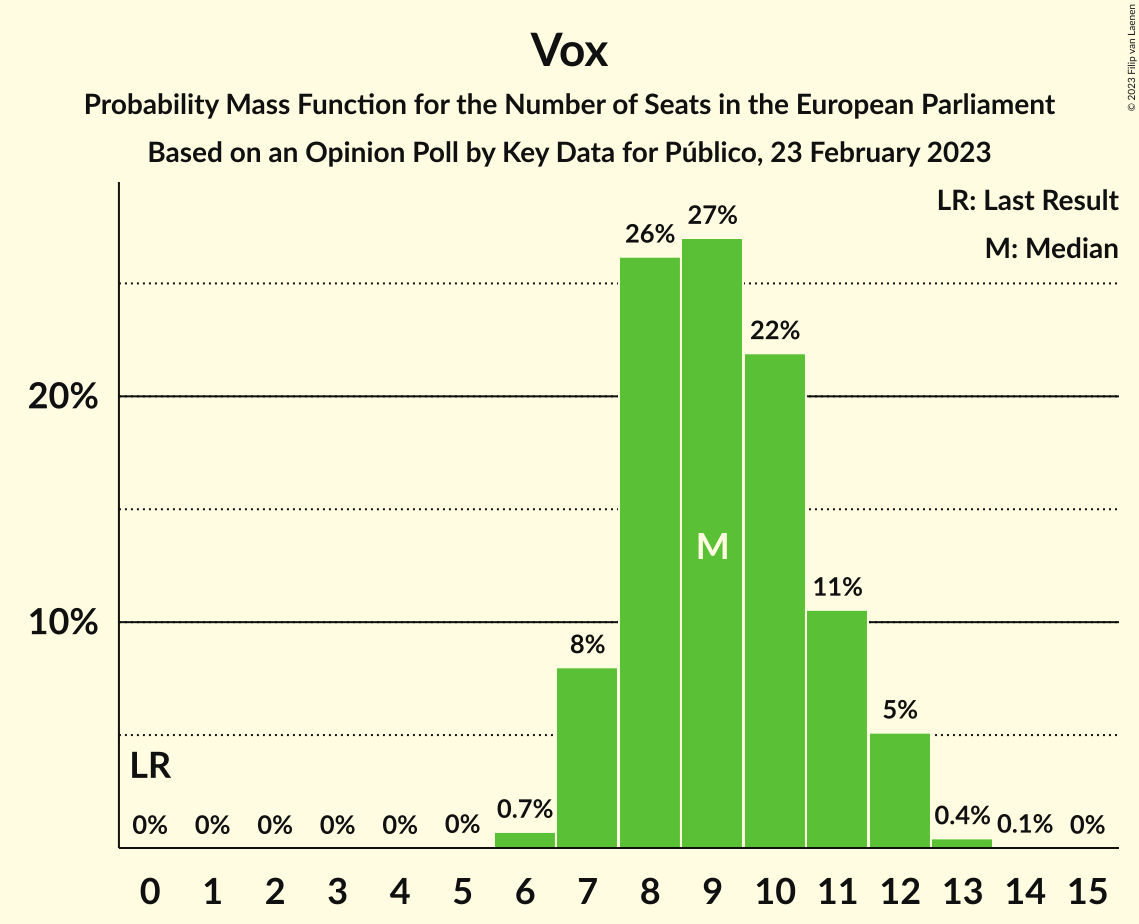 Vox
Probability Mass Function for the Number of Seats in the European Parliament
Based on an Opinion Poll by Key Data for Público, 23 February 2023
© 2023 Filip van Laenen
LR: Last Result
M: Median
20%
10%
LR
M
0% 0% 0% 0% 0% 0% 0.7% 8% 26% 27% 22% 11% 5% 0.4% 0.1% 0%
0 1 2 3 4 5 6 7 8 9 10 11 12 13 14 15